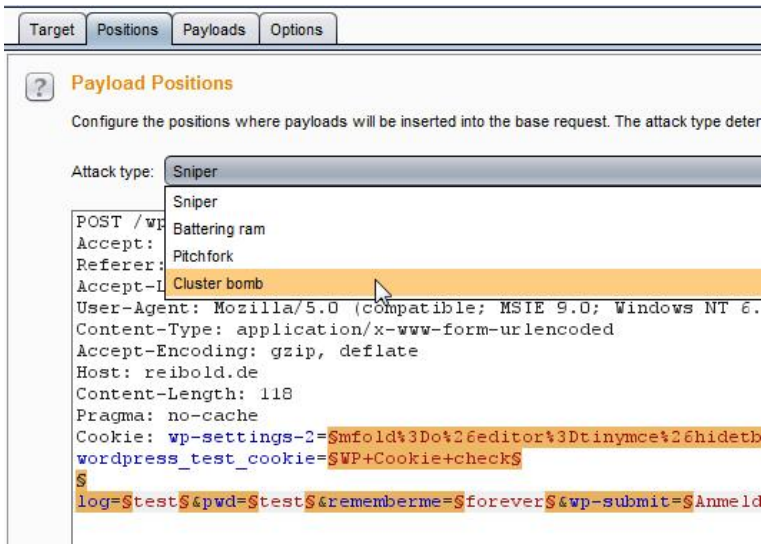 Target Positions Payloads Options
? Payload Positions
Configure the positions where payloads will be inserted into the base request. The attack type deter
Attack type: Sniper
Sniper
Battering ram
Pitchfork
Cluster bomb
POST /wp
Accept:
Referer:
Accept-L
User-Agent: Mozilla/5.0 (compatible; MSIE 9.0; Windows NT 6.
Content-Type: application/x-www-form-urlencoded
Accept-Encoding: gzip, deflate
Host: reibold.de
Content-Length: 118
Pragma: no-cache
Cookie: wp-settings-2=§mfold%3Do%26editor%3Dtinymce%26hidetb
wordpress_test_cookie=§WP+Cookie+check§
§
log=§test§&pwd=§test§&rememberme=§forever§&wp-submit=§Anmeld